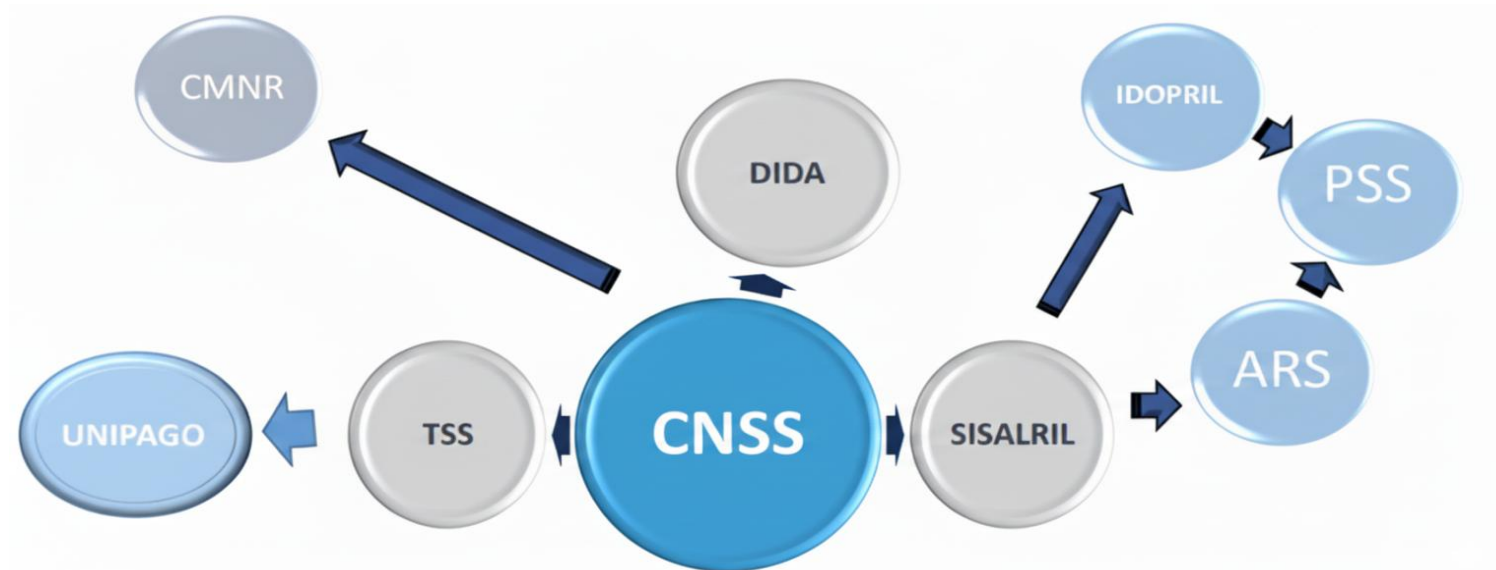 CMNR
IDOPRIL
DIDA
PSS
ARS
UNIPAGO
TSS
CNSS
SISALRIL